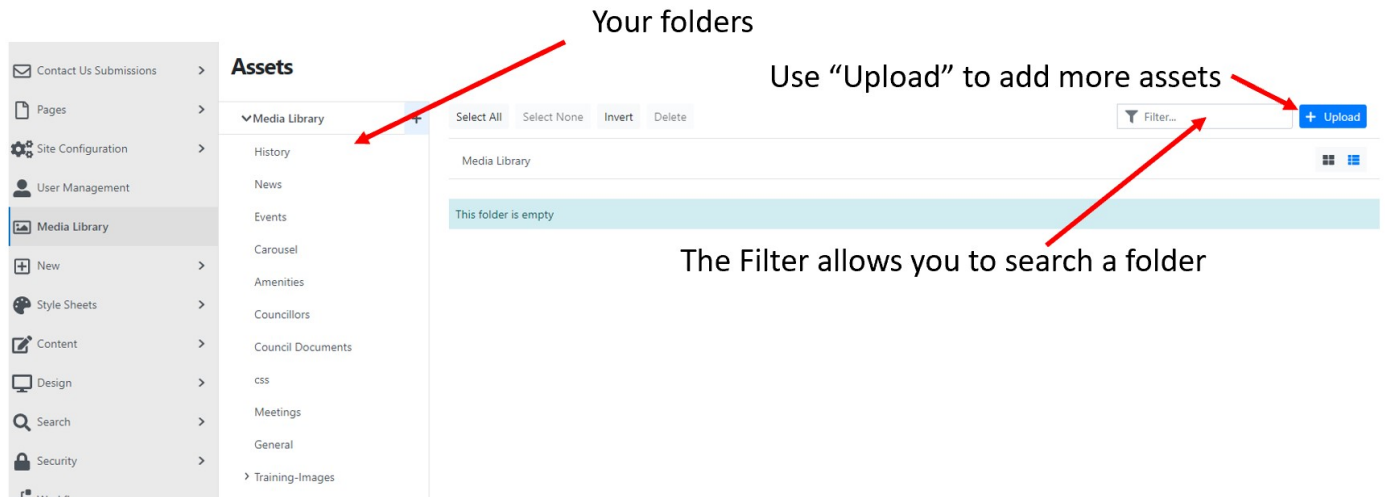 Your folders
Contact Us Submissions
Assets
Use “Upload” to add more assets
Pages
Media Library
Select All Select None Invert Delete
Filter...
+ Upload
Site Configuration
History
Media Library
User Management
News
Media Library
Events
This folder is empty
Carousel
The Filter allows you to search a folder
New
Amenities
Style Sheets
Councillors
Content
Council Documents
Design
css
Search
Meetings
General
Security
Training-Images